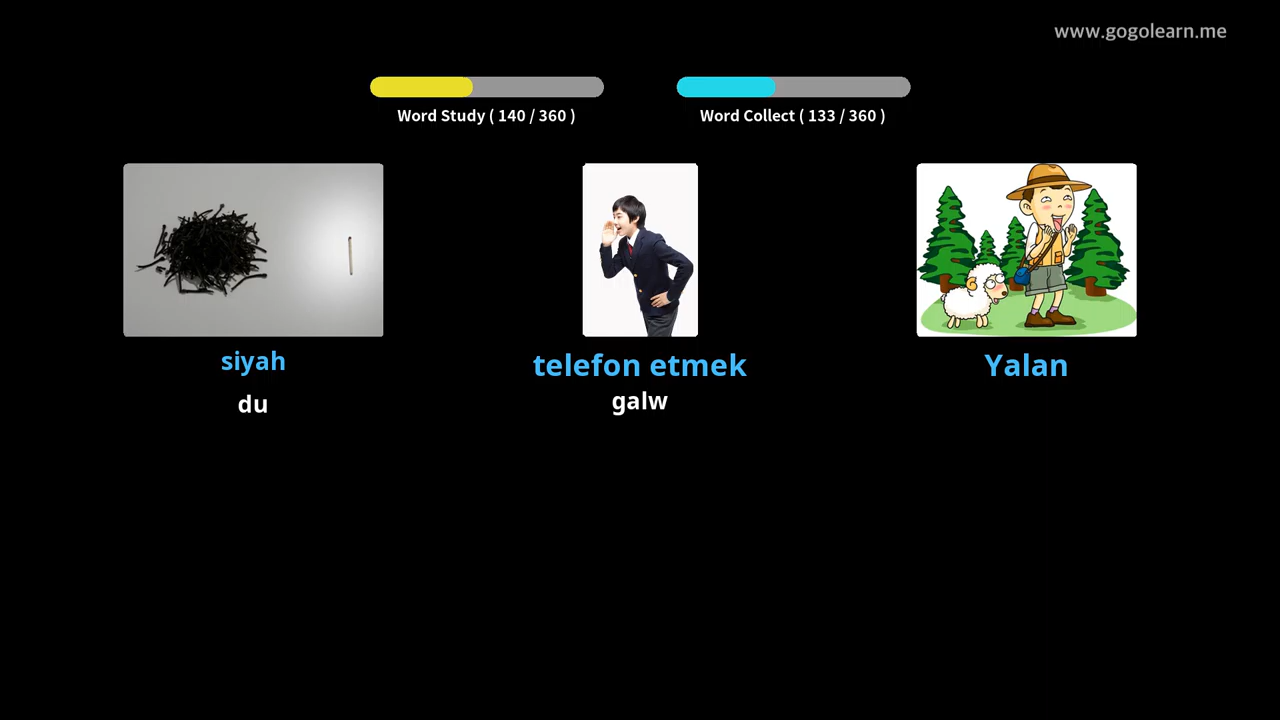 www.gogolearn.me
Word Study ( 140 / 360 )
Word Collect ( 133 / 360 )
siyah
telefon etmek
Yalan
du
galw